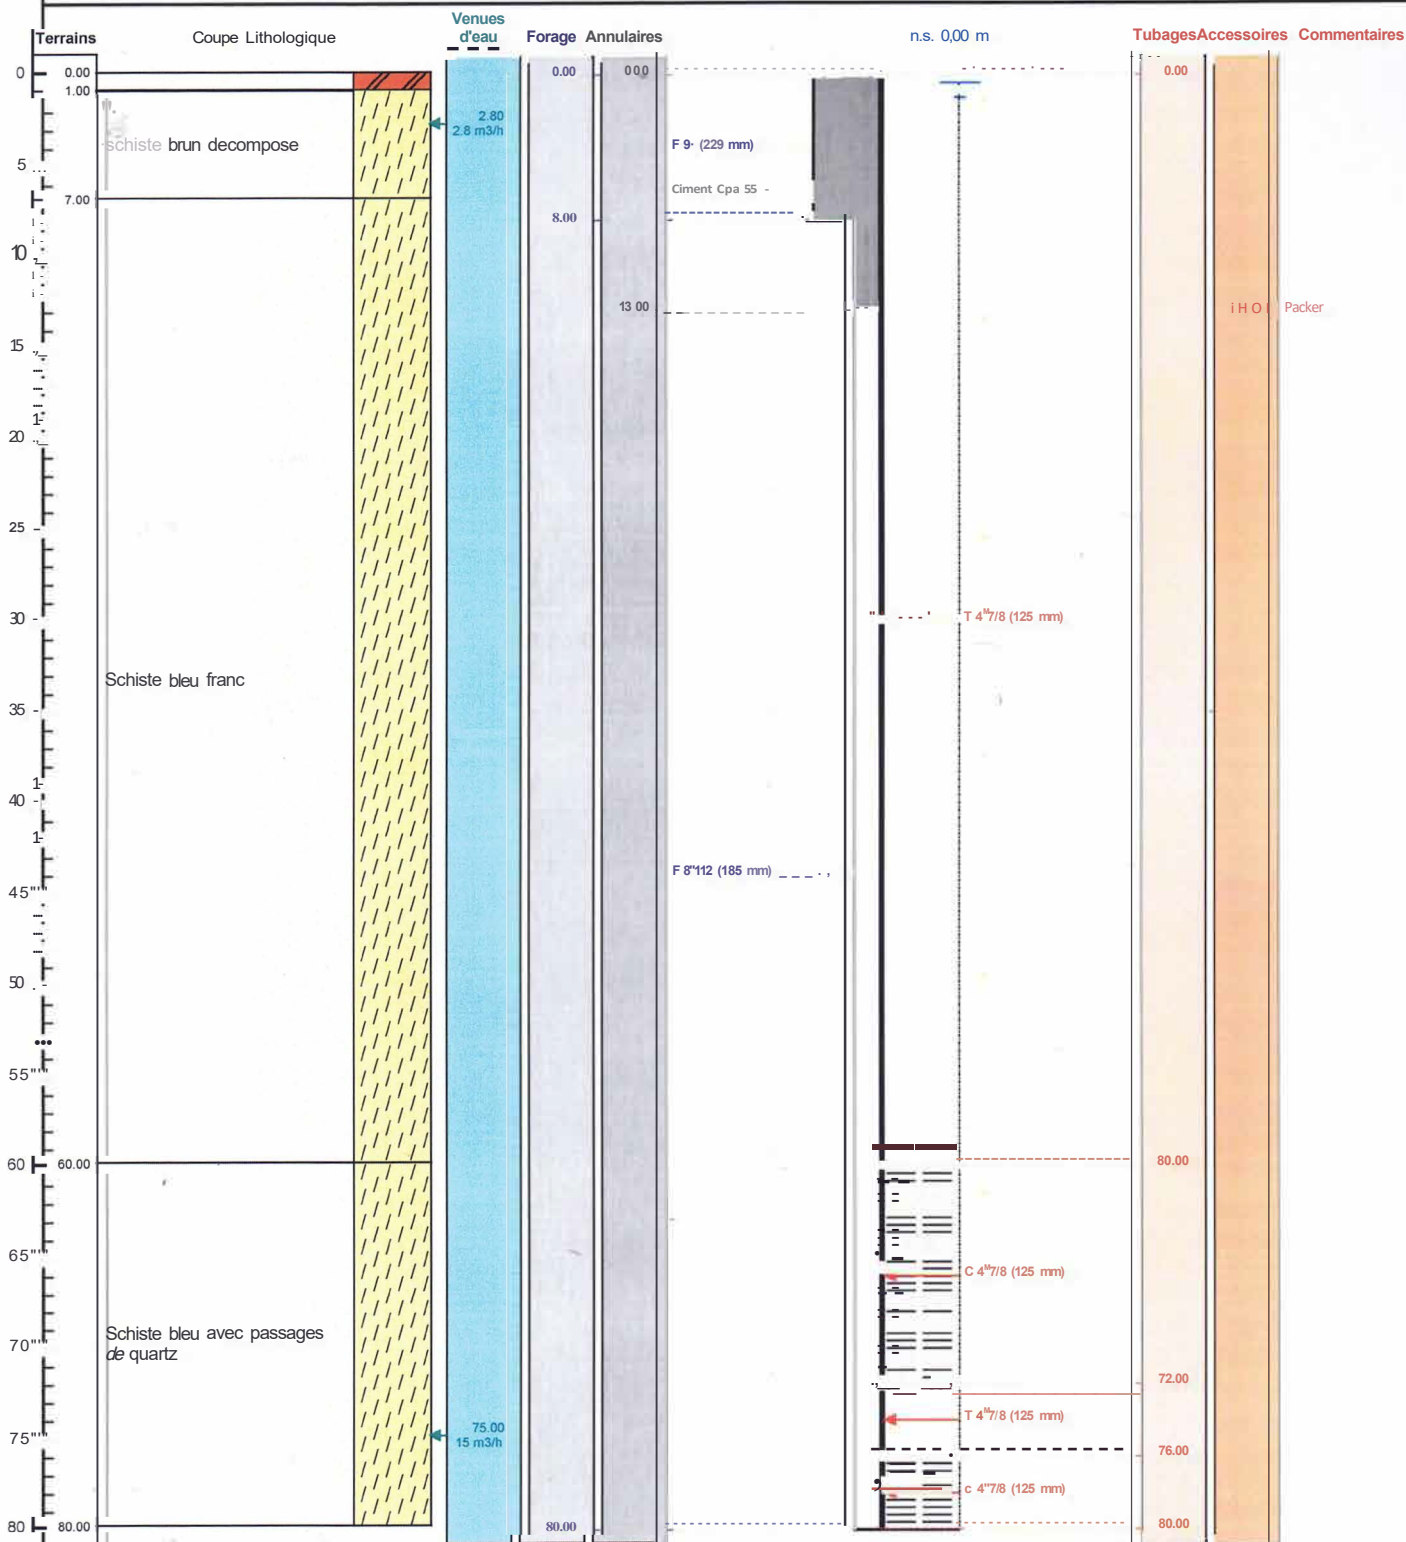 Terrains Coupe Lithologique Venues d'eau Forage Annulaires n.s. 0,00 m Tubages Accessoires Commentaires
0 0.00 0.00 000 0.00
1.00
2.80
2.8 m3/h
schiste brun decompose
F 9· (229 mm)
5
Ciment Cpa 55 -
7.00
8.00
10
13 00
Packer
15
20
25
30
T 4"7/8 (125 mm)
Schiste bleu franc
35
40
F 8"112 (185 mm)
45
50
55
60 60.00 80.00
65
C 4"7/8 (125 mm)
Schiste bleu avec passages
de quartz
70
72.00
T 4"7/8 (125 mm)
75.00
15 m3/h
75
76.00
c 4"7/8 (125 mm)
80 80.00 80.00 80.00